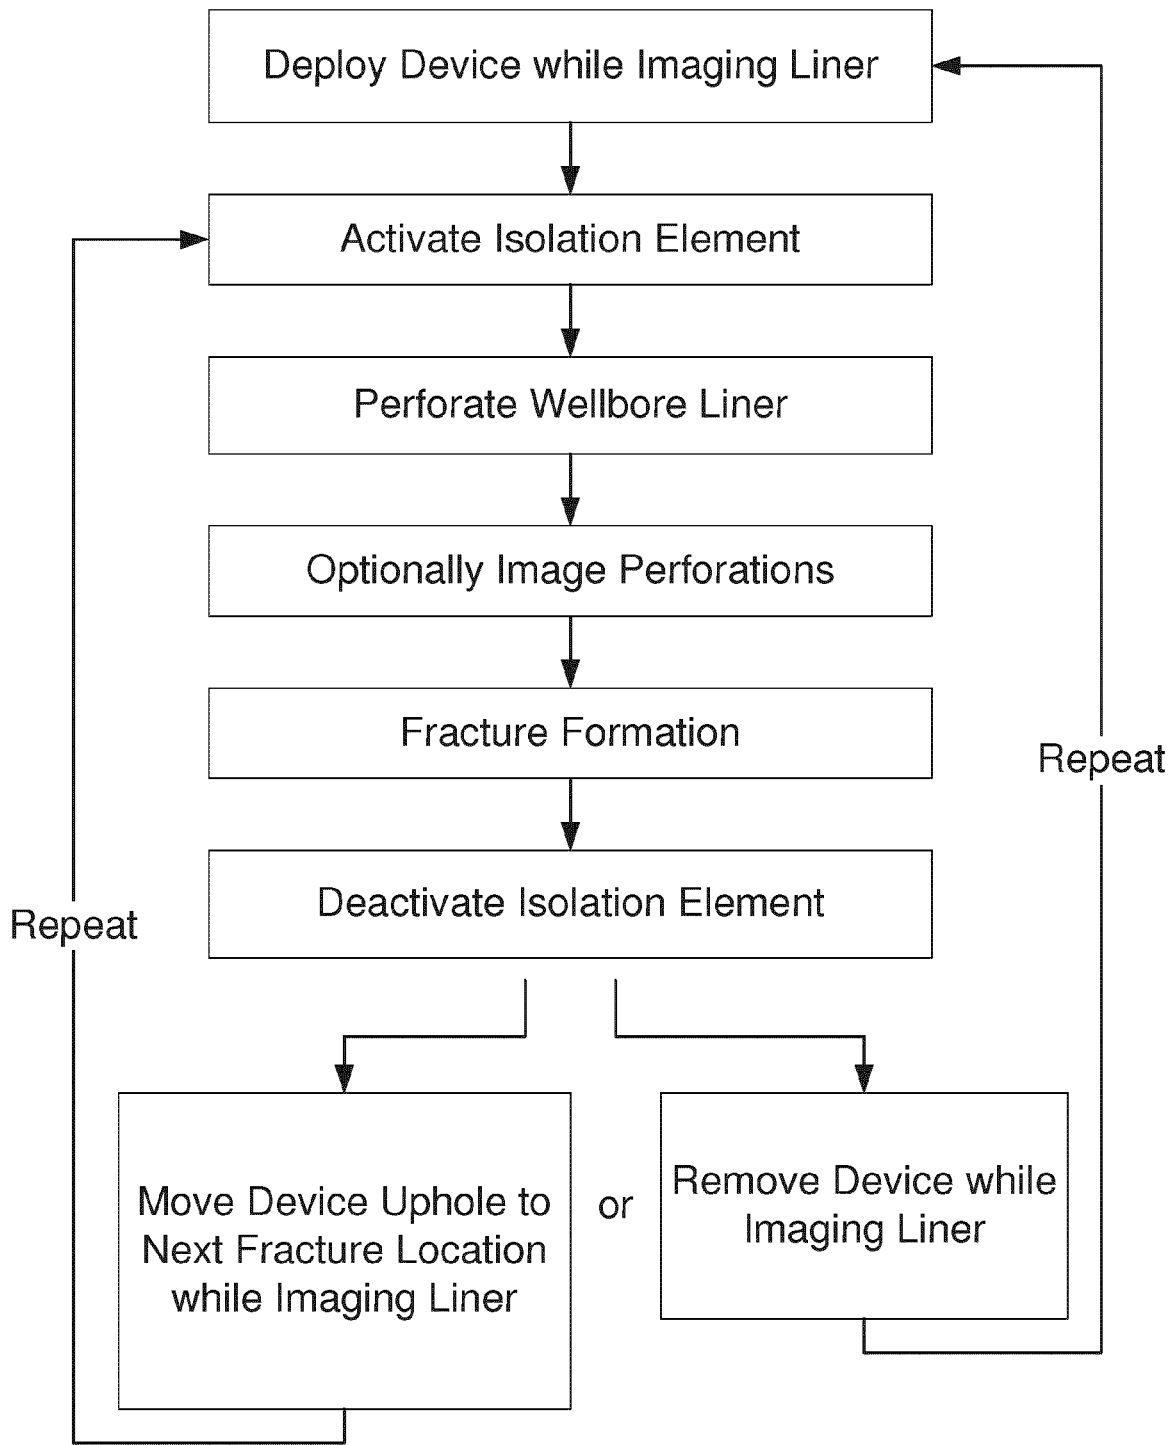 Deploy Device while Imaging Liner
Activate Isolation Element
Perforate Wellbore Liner
Optionally Image Perforations
Fracture Formation
Repeat
Deactivate Isolation Element
Repeat
Move Device Uphole to
Next Fracture Location
while Imaging Liner
or
Remove Device while
Imaging Liner